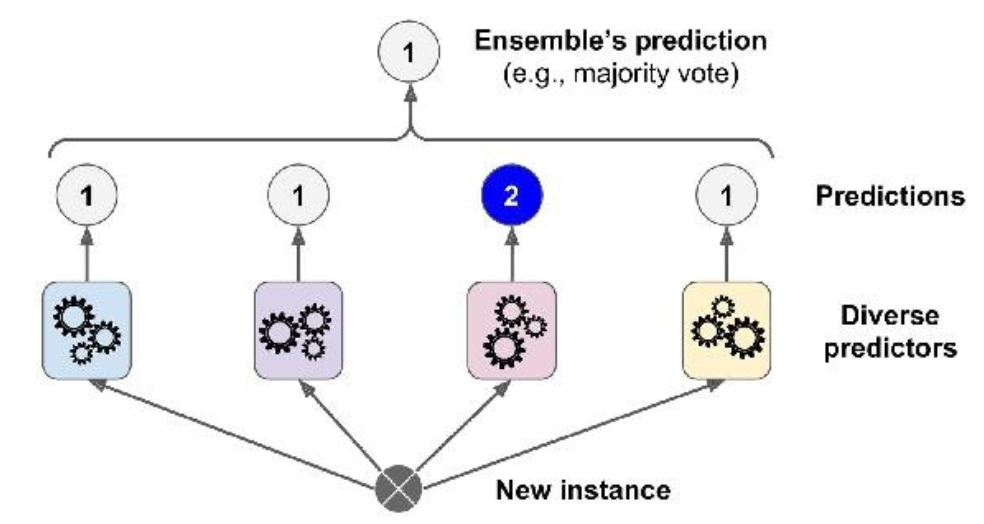 1
Ensemble's prediction
(e.g., majority vote)
1 1 2 1 Predictions
Diverse
predictors
New instance